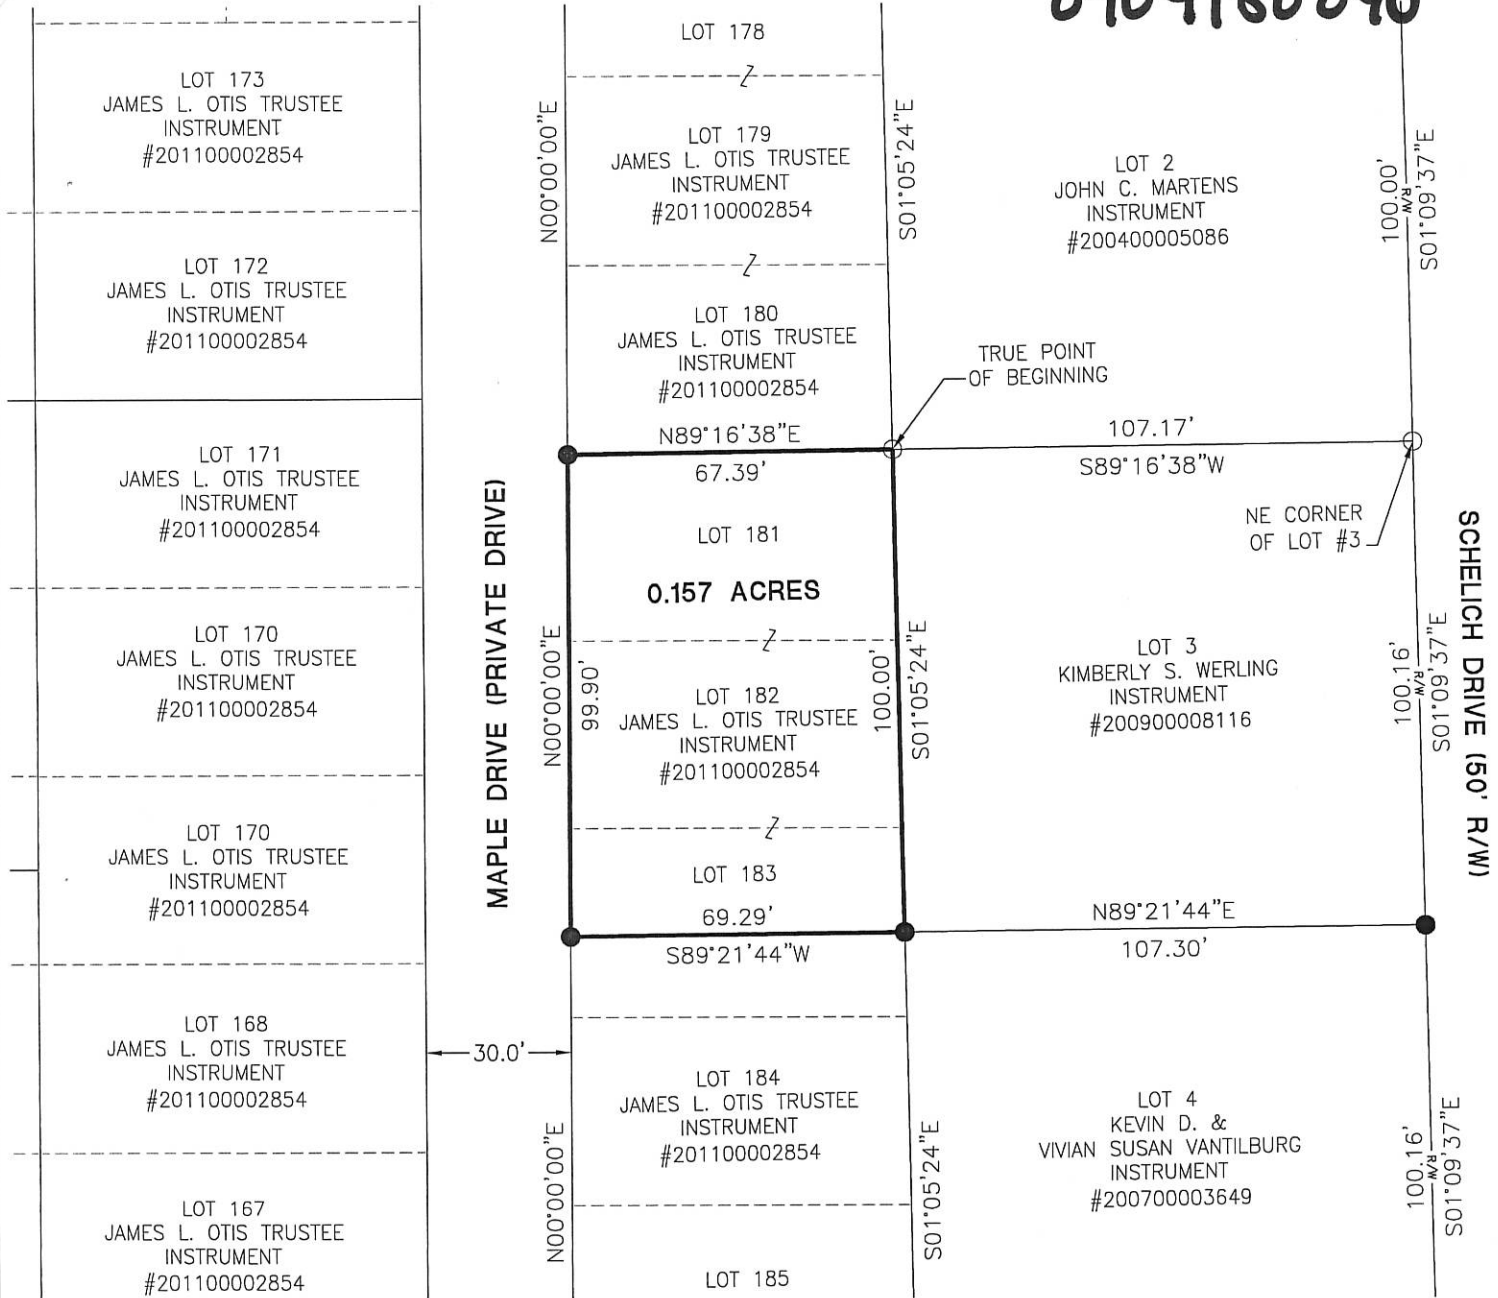 LOT 173
JAMES L. OTIS TRUSTEE
INSTRUMENT
#201100002854
LOT 172
JAMES L. OTIS TRUSTEE
INSTRUMENT
#201100002854
LOT 171
JAMES L. OTIS TRUSTEE
INSTRUMENT
#201100002854
LOT 170
JAMES L. OTIS TRUSTEE
INSTRUMENT
#201100002854
LOT 170
JAMES L. OTIS TRUSTEE
INSTRUMENT
#201100002854
LOT 168
JAMES L. OTIS TRUSTEE
INSTRUMENT
#201100002854
LOT 167
JAMES L. OTIS TRUSTEE
INSTRUMENT
#201100002854
MAPLE DRIVE (PRIVATE DRIVE)
30.0'
N00°00'00"E
N00°00'00"E
99.90'
N00°00'00"E
LOT 178
LOT 179
JAMES L. OTIS TRUSTEE
INSTRUMENT
#201100002854
LOT 180
JAMES L. OTIS TRUSTEE
INSTRUMENT
#201100002854
N89°16'38"E
67.39'
LOT 181
0.157 ACRES
LOT 182
JAMES L. OTIS TRUSTEE
INSTRUMENT
#201100002854
LOT 183
69.29'
S89°21'44"W
LOT 184
JAMES L. OTIS TRUSTEE
INSTRUMENT
#201100002854
LOT 185
S01°05'24"E
100.00'
S01°05'24"E
S01°05'24"E
LOT 2
JOHN C. MARTENS
INSTRUMENT
#200400005086
TRUE POINT
OF BEGINNING
107.17'
S89°16'38"W
NE CORNER
OF LOT #3
LOT 3
KIMBERLY S. WERLING
INSTRUMENT
#200900008116
N89°21'44"E
107.30'
LOT 4
KEVIN D. &
VIVIAN SUSAN VANTILBURG
INSTRUMENT
#200700003649
100.00'
R/W
S01°09'37"E
100.16'
R/W
S01°09'37"E
100.16'
R/W
S01°09'37"E
SCHELICH DRIVE (50' R/W)